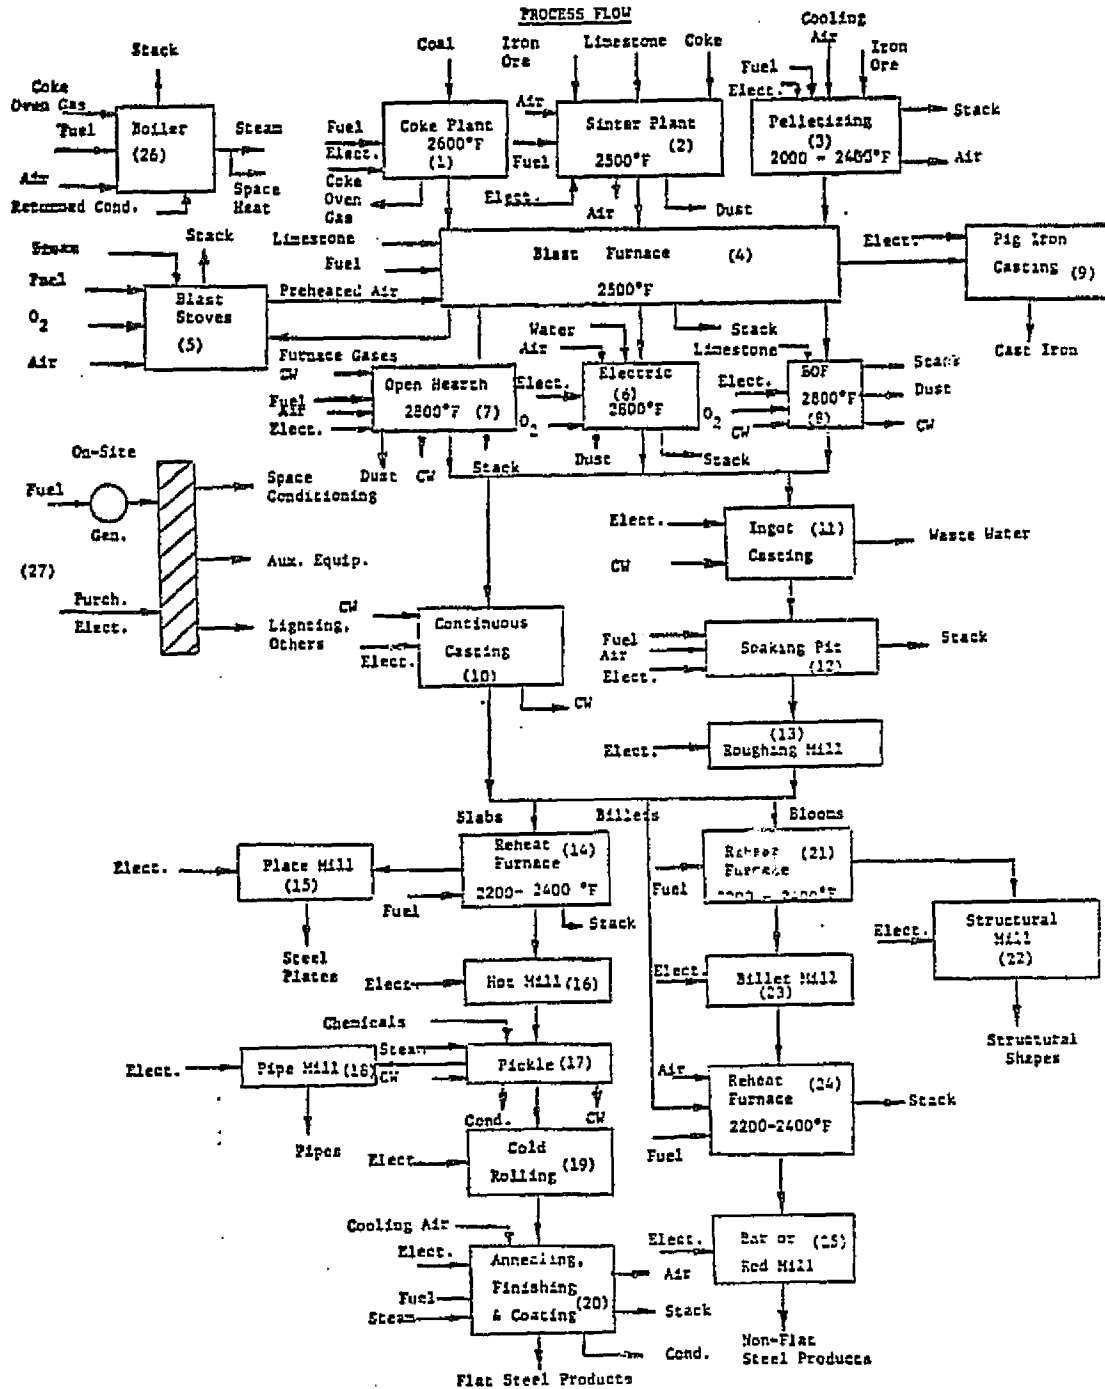 PROCESS FLOW
Stack
Coke
Oven Gas
Fuel
Air
Returned Cond.
Boiler
(26)
Steam
Space
Heat
Coal
Fuel
Elect.
Coke
Oven
Gas
Coke Plant
2600°F
(1)
Iron
Ore
Limestone
Coke
Air
Fuel
Elect.
Sinter Plant
(2)
2500°F
Air
Dust
Cooling
Air
Fuel
Elect.
Iron
Ore
Pelletizing
(3)
2000 - 2400°F
Stack
Air
Steam
Fuel
O2
Air
Stack
Blast
Stoves
(5)
Preheated Air
Furnace Gases
Limestone
Fuel
Blast Furnace (4)
2500°F
Stack
Elect.
Pig Iron
Casting (9)
Cast Iron
CW
Fuel
Air
Elect.
Open Hearth
2800°F (7)
Dust
CW
Stack
Water
Air
Elect.
O2
Electric
(6)
2800°F
Dust
Stack
Limestone
Elect.
O2
CW
BOF
2800°F
(8)
Stack
Dust
CW
On-Site
Fuel
Gen.
(27)
Purch.
Elect.
Space
Conditioning
Aux. Equip.
Lighting,
Others
Elect.
CW
Ingot (11)
Casting
Waste Water
CW
Elect.
Continuous
Casting
(10)
CW
Fuel
Air
Elect.
Soaking Pit
(12)
Stack
Elect.
(13)
Roughing Mill
Slabs
Billets
Blooms
Elect.
Plate Mill
(15)
Steel
Plates
Reheat (14)
Furnace
2200- 2400 °F
Fuel
Stack
Reheat (21)
Furnace
2200 - 2400°F
Fuel
Elect.
Structural
Mill
(22)
Structural
Shapes
Elect.
Hot Mill (16)
Elect.
Billet Mill
(23)
Chemicals
Steam
CW
Pickle (17)
Cond.
CW
Elect.
Pipe Mill (18)
Pipes
Air
Fuel
Reheat (24)
Furnace
2200-2400°F
Stack
Elect.
Cold
Rolling (19)
Cooling Air
Elect.
Fuel
Steam
Annealing,
Finishing
& Coating (20)
Air
Stack
Cond.
Flat Steel Products
Elect.
Bar or (25)
Rod Mill
Non-Flat
Steel Products